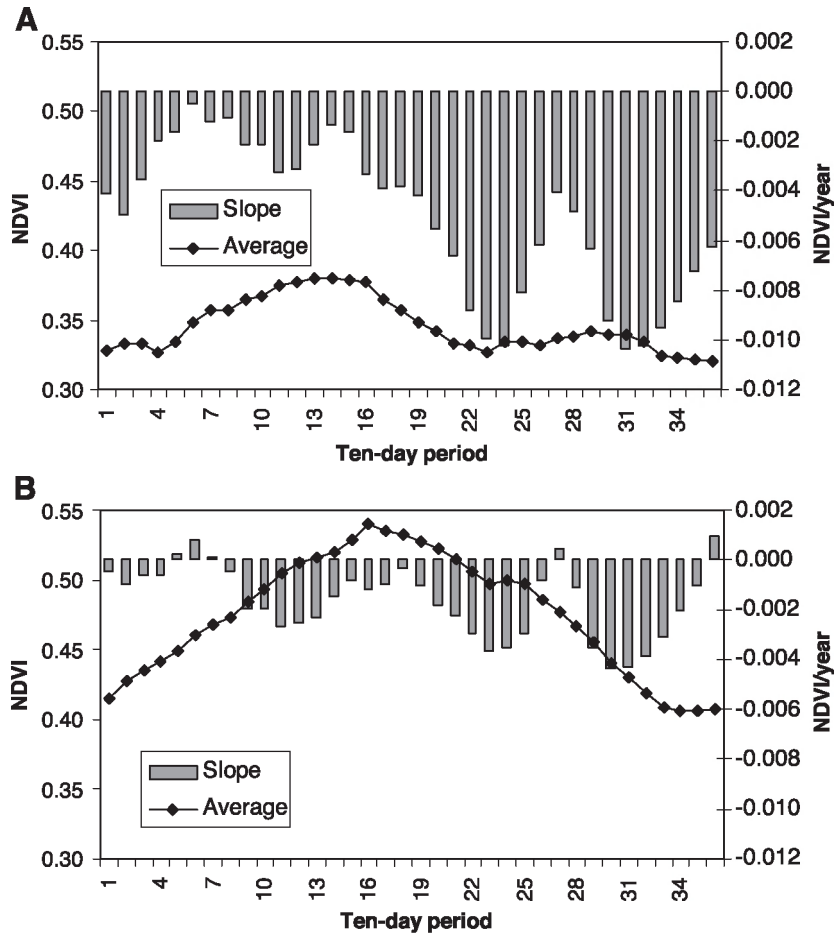 A
0.55
0.50
0.45
0.40
0.35
0.30
NDVI
0.002
0.000
-0.002
-0.004
-0.006
-0.008
-0.010
-0.012
NDVI/year
Slope
Average
1 4 7 10 13 16 19 22 25 28 31 34
Ten-day period
B
0.55
0.50
0.45
0.40
0.35
0.30
NDVI
0.002
0.000
-0.002
-0.004
-0.006
-0.008
-0.010
-0.012
NDVI/year
Slope
Average
1 4 7 10 13 16 19 22 25 28 31 34
Ten-day period